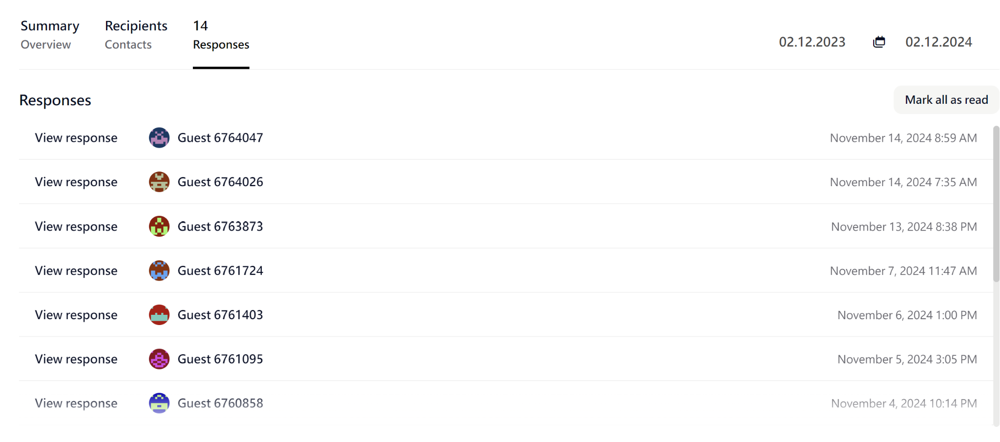 Summary Recipients 14
Overview Contacts Responses
02.12.2023 02.12.2024
Responses Mark all as read
View response Guest 6764047 November 14, 2024 8:59 AM
View response Guest 6764026 November 14, 2024 7:35 AM
View response Guest 6763873 November 13, 2024 8:38 PM
View response Guest 6761724 November 7, 2024 11:47 AM
View response Guest 6761403 November 6, 2024 1:00 PM
View response Guest 6761095 November 5, 2024 3:05 PM
View response Guest 6760858 November 4, 2024 10:14 PM